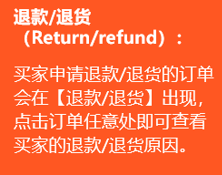 退款/退货
（Return/refund）：
买家申请退款/退货的订单
会在【退款/退货】出现，
点击订单任意处即可查看
买家的退款/退货原因。